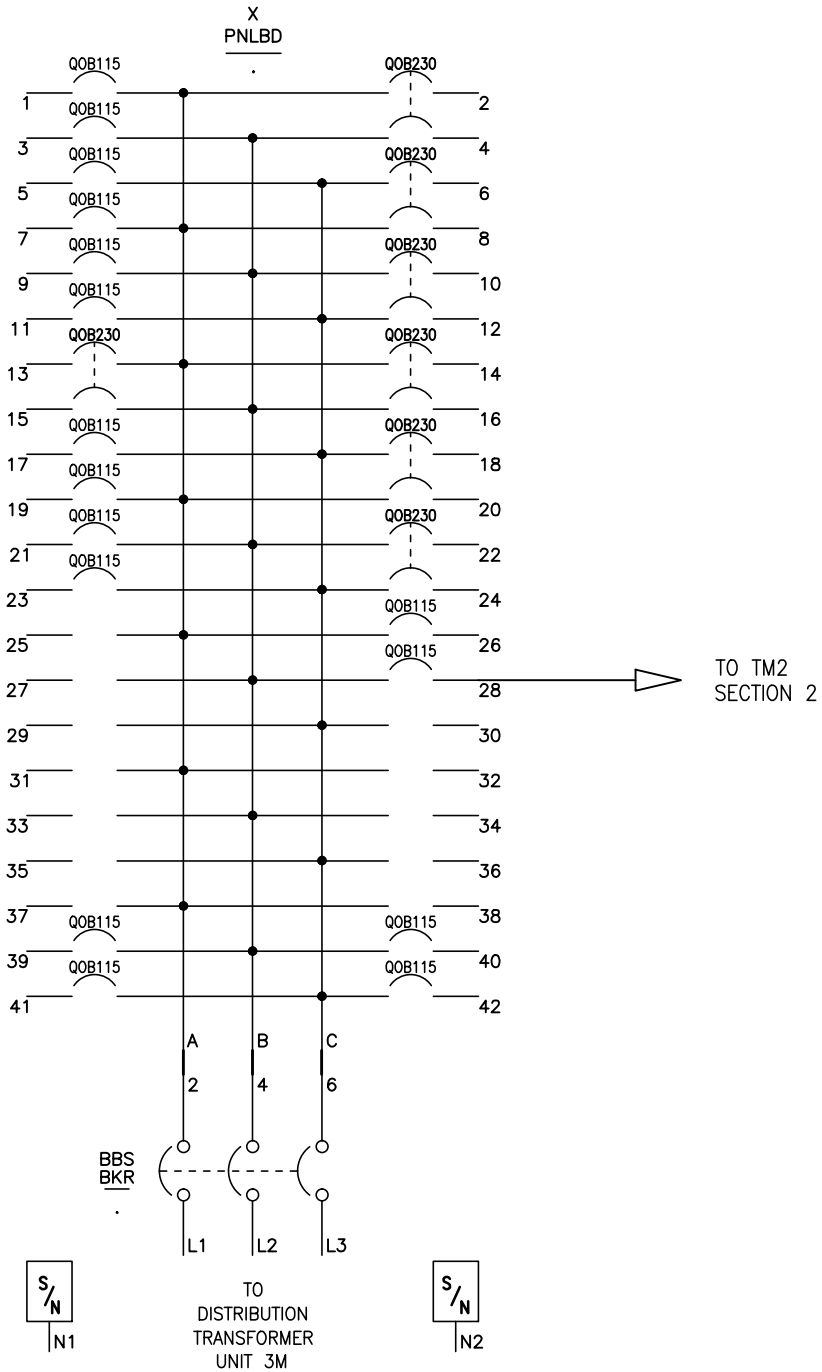 X
PNLBD
QOB115 QOB230
1 2
QOB115
3 4
QOB115 QOB230
5 6
QOB115
7 8
QOB115 QOB230
9 10
QOB115
11 12
QOB230 QOB230
13 14
15 16
QOB115 QOB230
17 18
QOB115
19 20
QOB115 QOB230
21 22
QOB115
23 24
QOB115
25 26
QOB115
27 28
TO TM2
SECTION 2
29 30
31 32
33 34
35 36
37 38
QOB115 QOB115
39 40
QOB115 QOB115
41 42
A B C
2 4 6
BBS
BKR
L1 L2 L3
S/N S/N
N1 N2
TO
DISTRIBUTION
TRANSFORMER
UNIT 3M